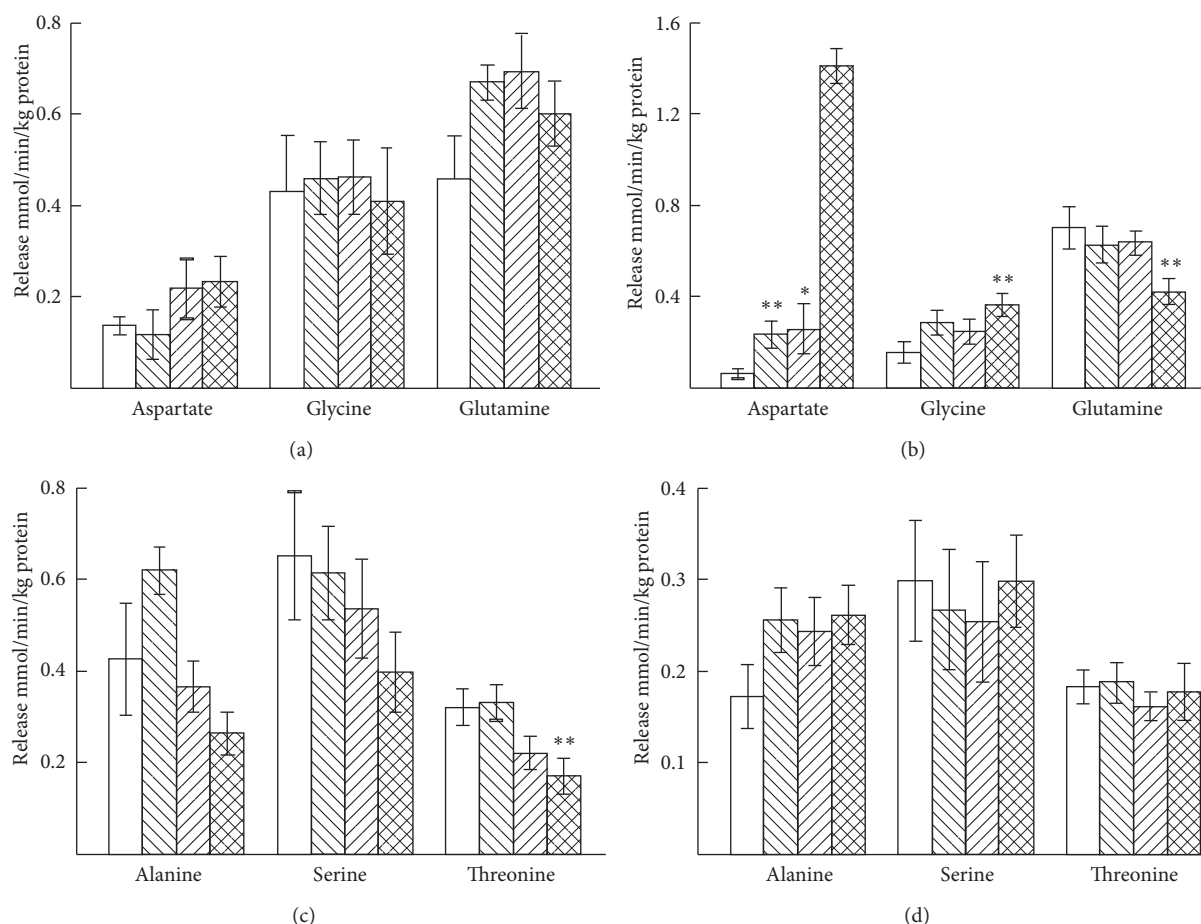 Release mmol/min/kg protein
0.8
0.6
0.4
0.2
Aspartate Glycine Glutamine
(a)
Release mmol/min/kg protein
1.6
1.2
0.8
0.4
** * ** **
Aspartate Glycine Glutamine
(b)
Release mmol/min/kg protein
0.8
0.6
0.4
0.2
**
Alanine Serine Threonine
(c)
Release mmol/min/kg protein
0.4
0.3
0.2
0.1
Alanine Serine Threonine
(d)